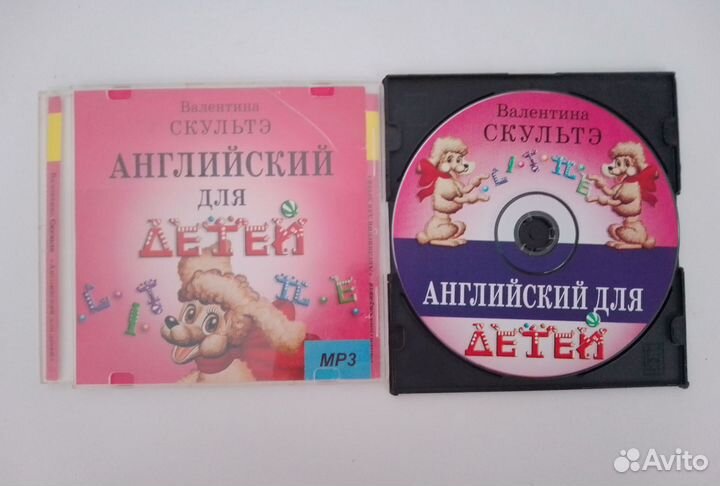 Валентина
СКУЛЬТЭ
АНГЛИЙСКИЙ
ДЛЯ
ДЕТЕЙ
MP3
Валентина
СКУЛЬТЭ
АНГЛИЙСКИЙ ДЛЯ
ДЕТЕЙ
Avito